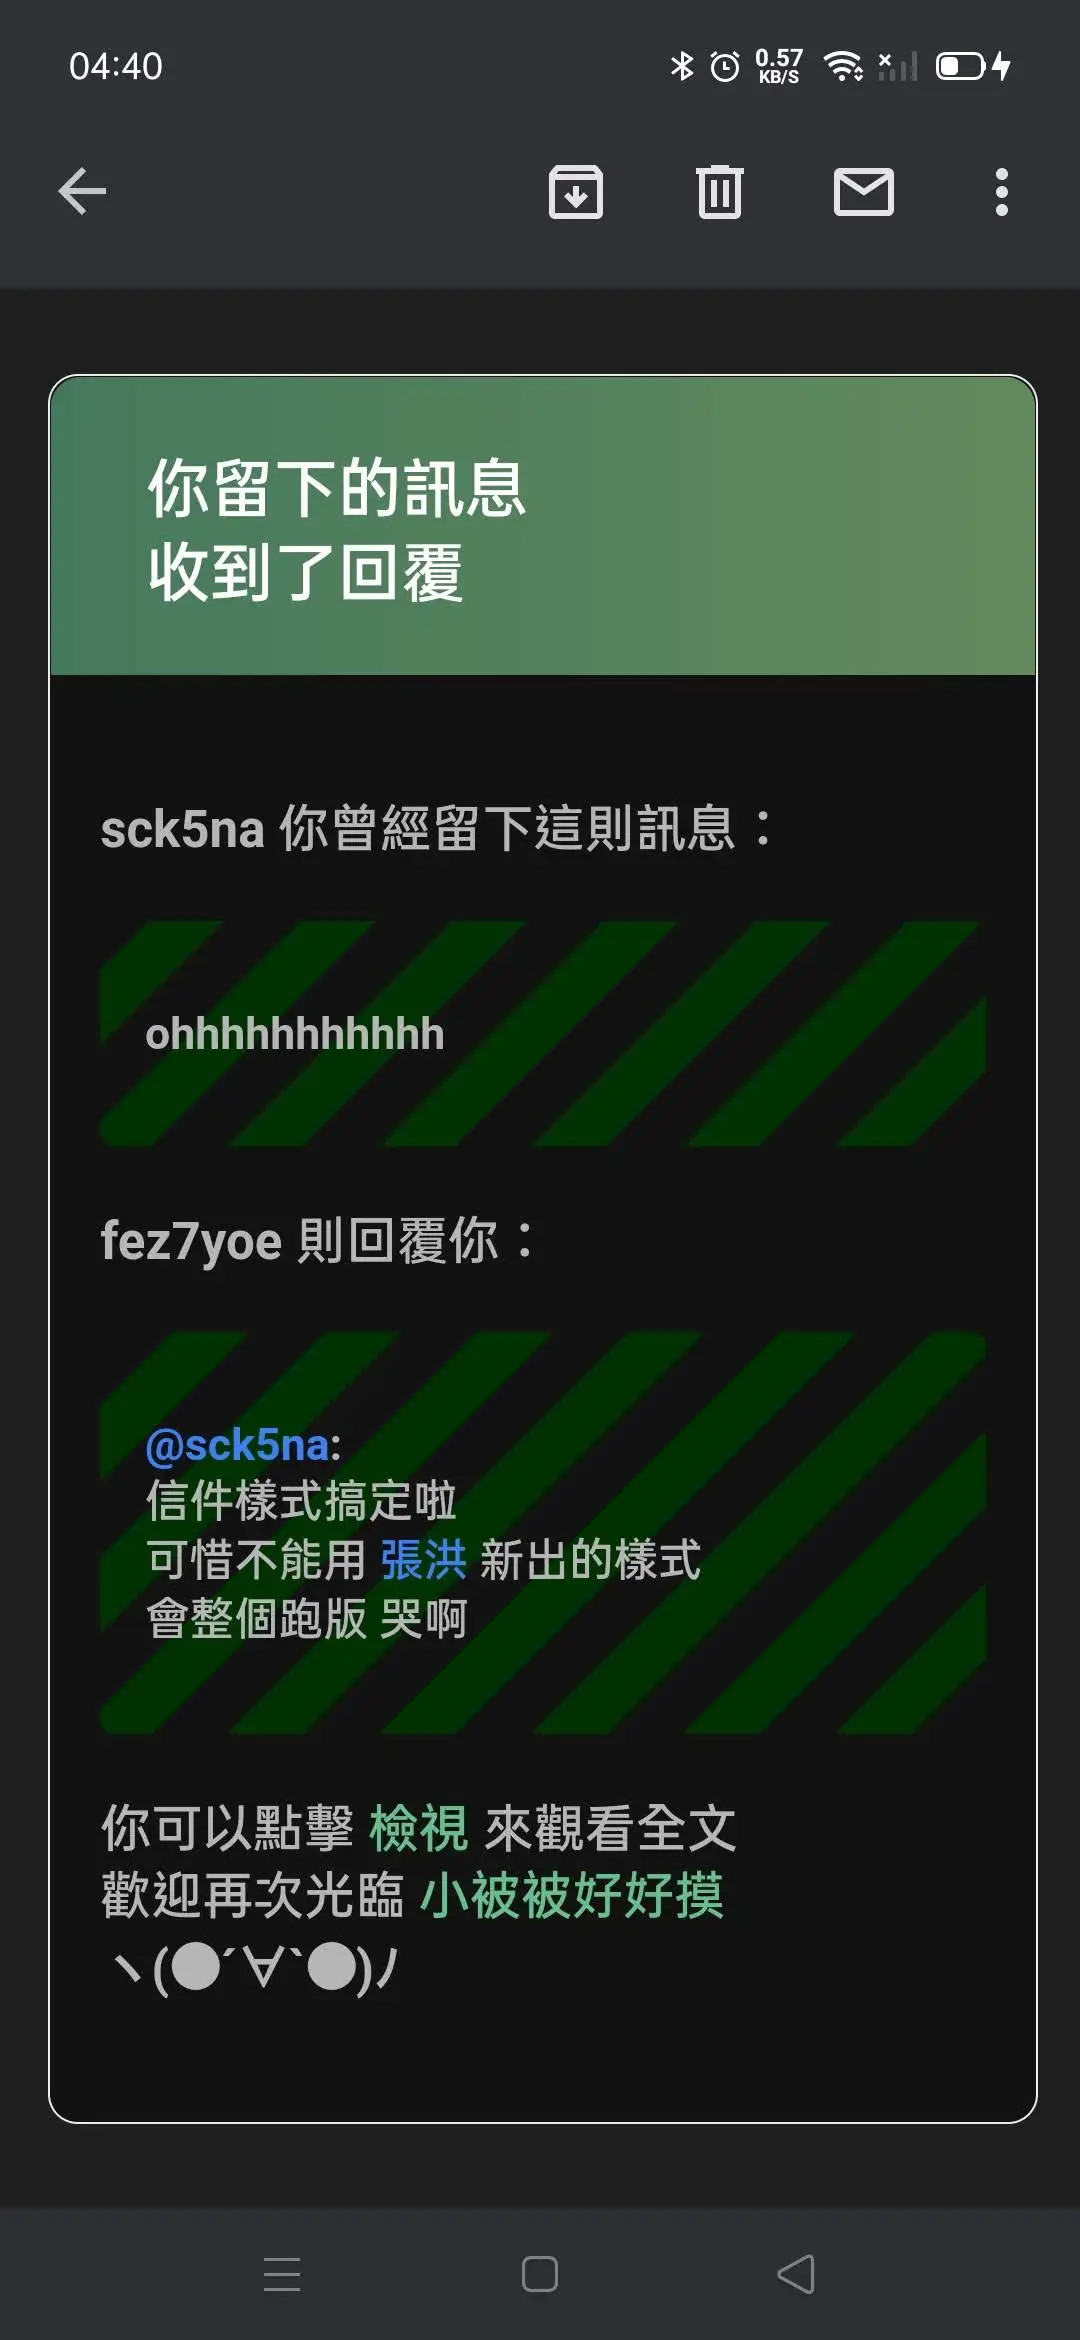 04:40
0.57
KB/S
你留下的訊息
收到了回覆
sck5na 你曾經留下這則訊息：
ohhhhhhhhhhh
fez7yoe 則回覆你：
@sck5na:
信件樣式搞定啦
可惜不能用 張洪 新出的樣式
會整個跑版 哭啊
你可以點擊 檢視 來觀看全文
歡迎再次光臨 小被被好好摸
ヽ(●´∀`●)ﾉ